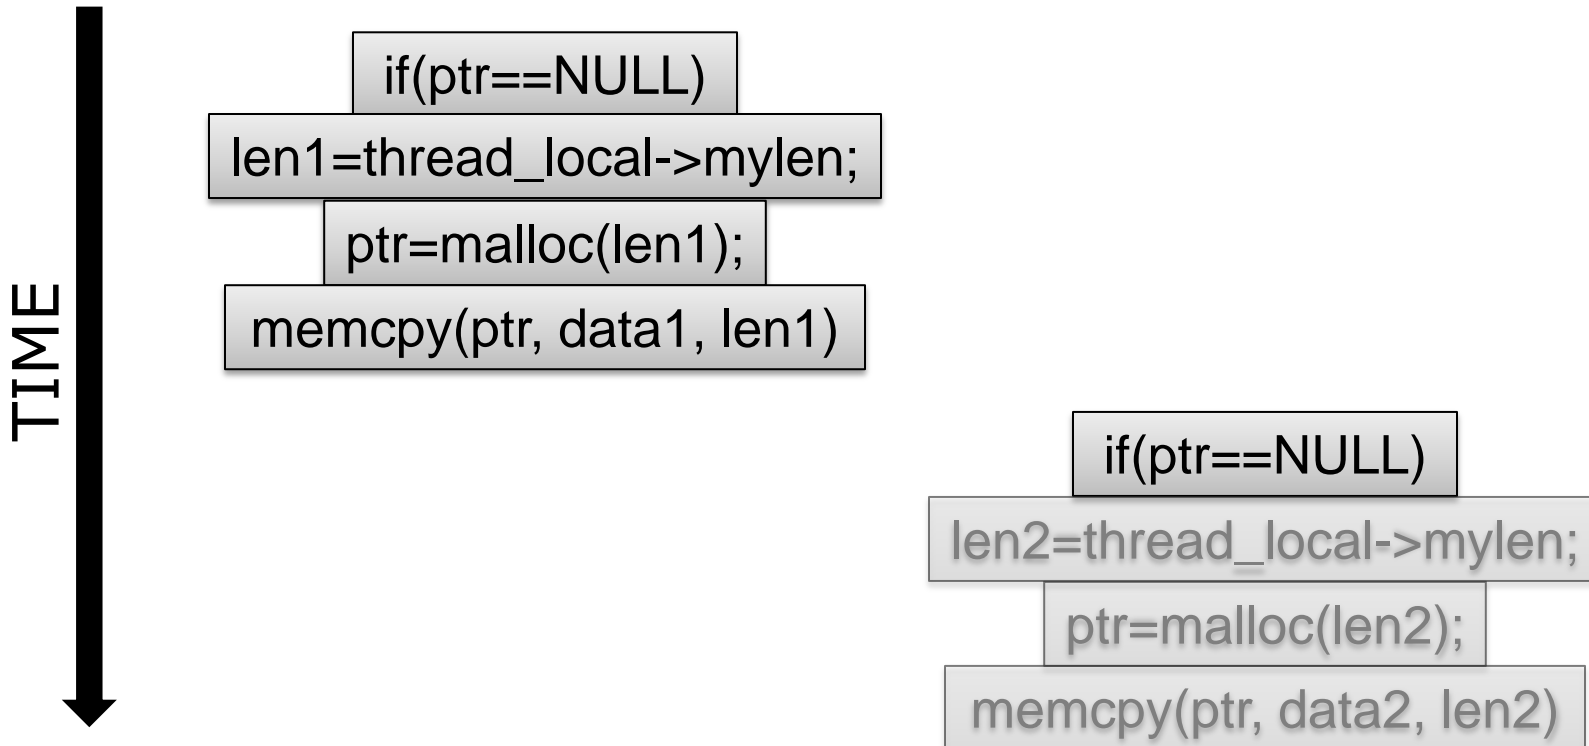 TIME
if(ptr==NULL)
len1=thread_local->mylen;
ptr=malloc(len1);
memcpy(ptr, data1, len1)
if(ptr==NULL)
len2=thread_local->mylen;
ptr=malloc(len2);
memcpy(ptr, data2, len2)